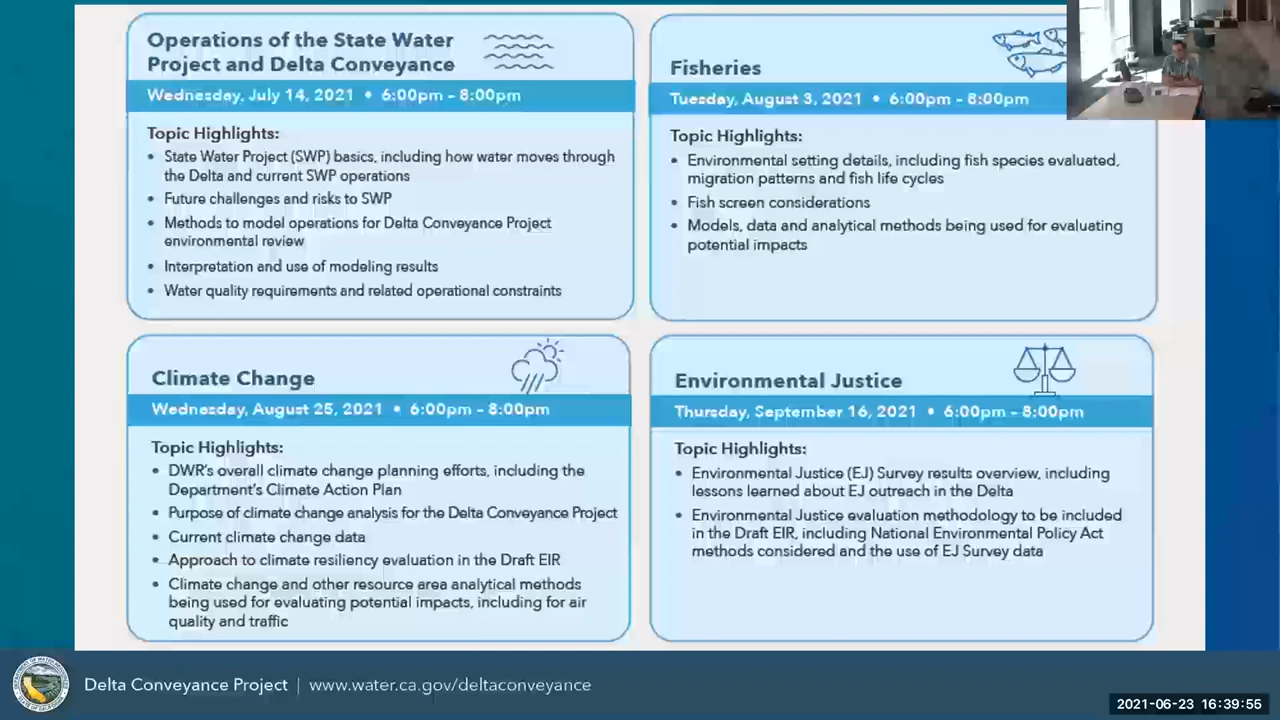 Operations of the State Water
Project and Delta Conveyance
Wednesday, July 14, 2021 • 6:00pm – 8:00pm
Topic Highlights:
• State Water Project (SWP) basics, including how water moves through
the Delta and current SWP operations
• Future challenges and risks to SWP
• Methods to model operations for Delta Conveyance Project
environmental review
• Interpretation and use of modeling results
• Water quality requirements and related operational constraints
Fisheries
Tuesday, August 3, 2021 • 6:00pm – 8:00pm
Topic Highlights:
• Environmental setting details, including fish species evaluated,
migration patterns and fish life cycles
• Fish screen considerations
• Models, data and analytical methods being used for evaluating
potential impacts
Climate Change
Wednesday, August 25, 2021 • 6:00pm – 8:00pm
Topic Highlights:
• DWR's overall climate change planning efforts, including the
Department's Climate Action Plan
• Purpose of climate change analysis for the Delta Conveyance Project
• Current climate change data
• Approach to climate resiliency evaluation in the Draft EIR
• Climate change and other resource area analytical methods
being used for evaluating potential impacts, including for air
quality and traffic
Environmental Justice
Thursday, September 16, 2021 • 6:00pm – 8:00pm
Topic Highlights:
• Environmental Justice (EJ) Survey results overview, including
lessons learned about EJ outreach in the Delta
• Environmental Justice evaluation methodology to be included
in the Draft EIR, including National Environmental Policy Act
methods considered and the use of EJ Survey data
Delta Conveyance Project | www.water.ca.gov/deltaconveyance
2021-06-23 16:39:55